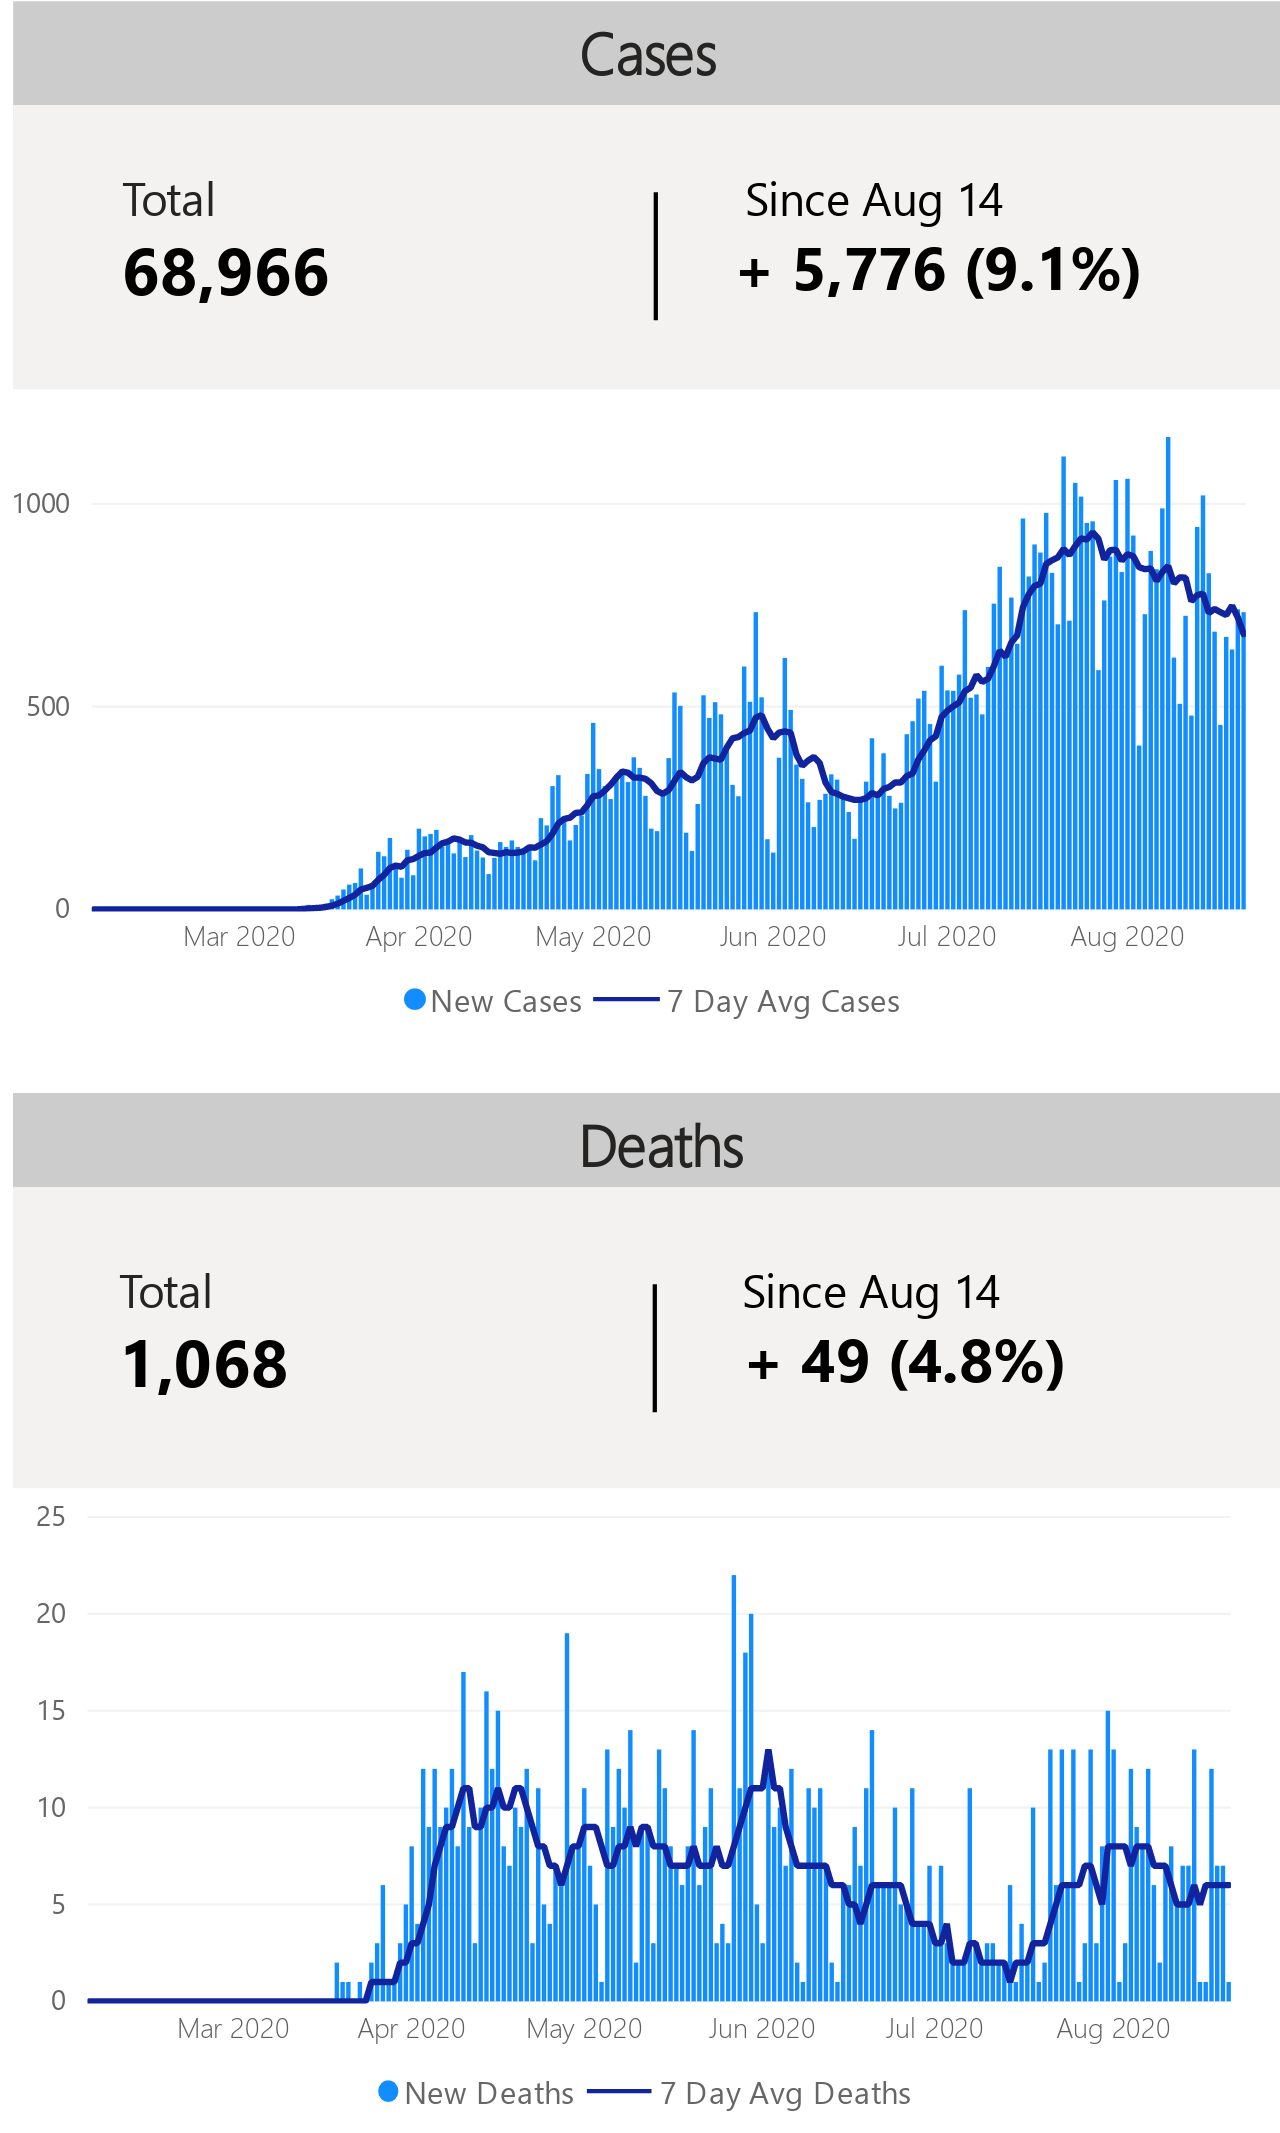 Cases
Total
Since Aug 14
68,966
+ 5,776 (9.1%)
1000
500
0
Mar 2020 Apr 2020 May 2020 Jun 2020 Jul 2020 Aug 2020
New Cases 7 Day Avg Cases
Deaths
Total
Since Aug 14
1,068
+ 49 (4.8%)
25
20
15
10
5
0
Mar 2020 Apr 2020 May 2020 Jun 2020 Jul 2020 Aug 2020
New Deaths 7 Day Avg Deaths